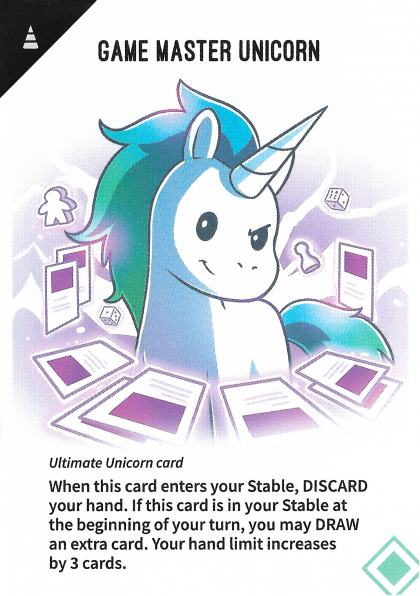 GAME MASTER UNICORN
Ultimate Unicorn card
When this card enters your Stable, DISCARD
your hand. If this card is in your Stable at
the beginning of your turn, you may DRAW
an extra card. Your hand limit increases
by 3 cards.